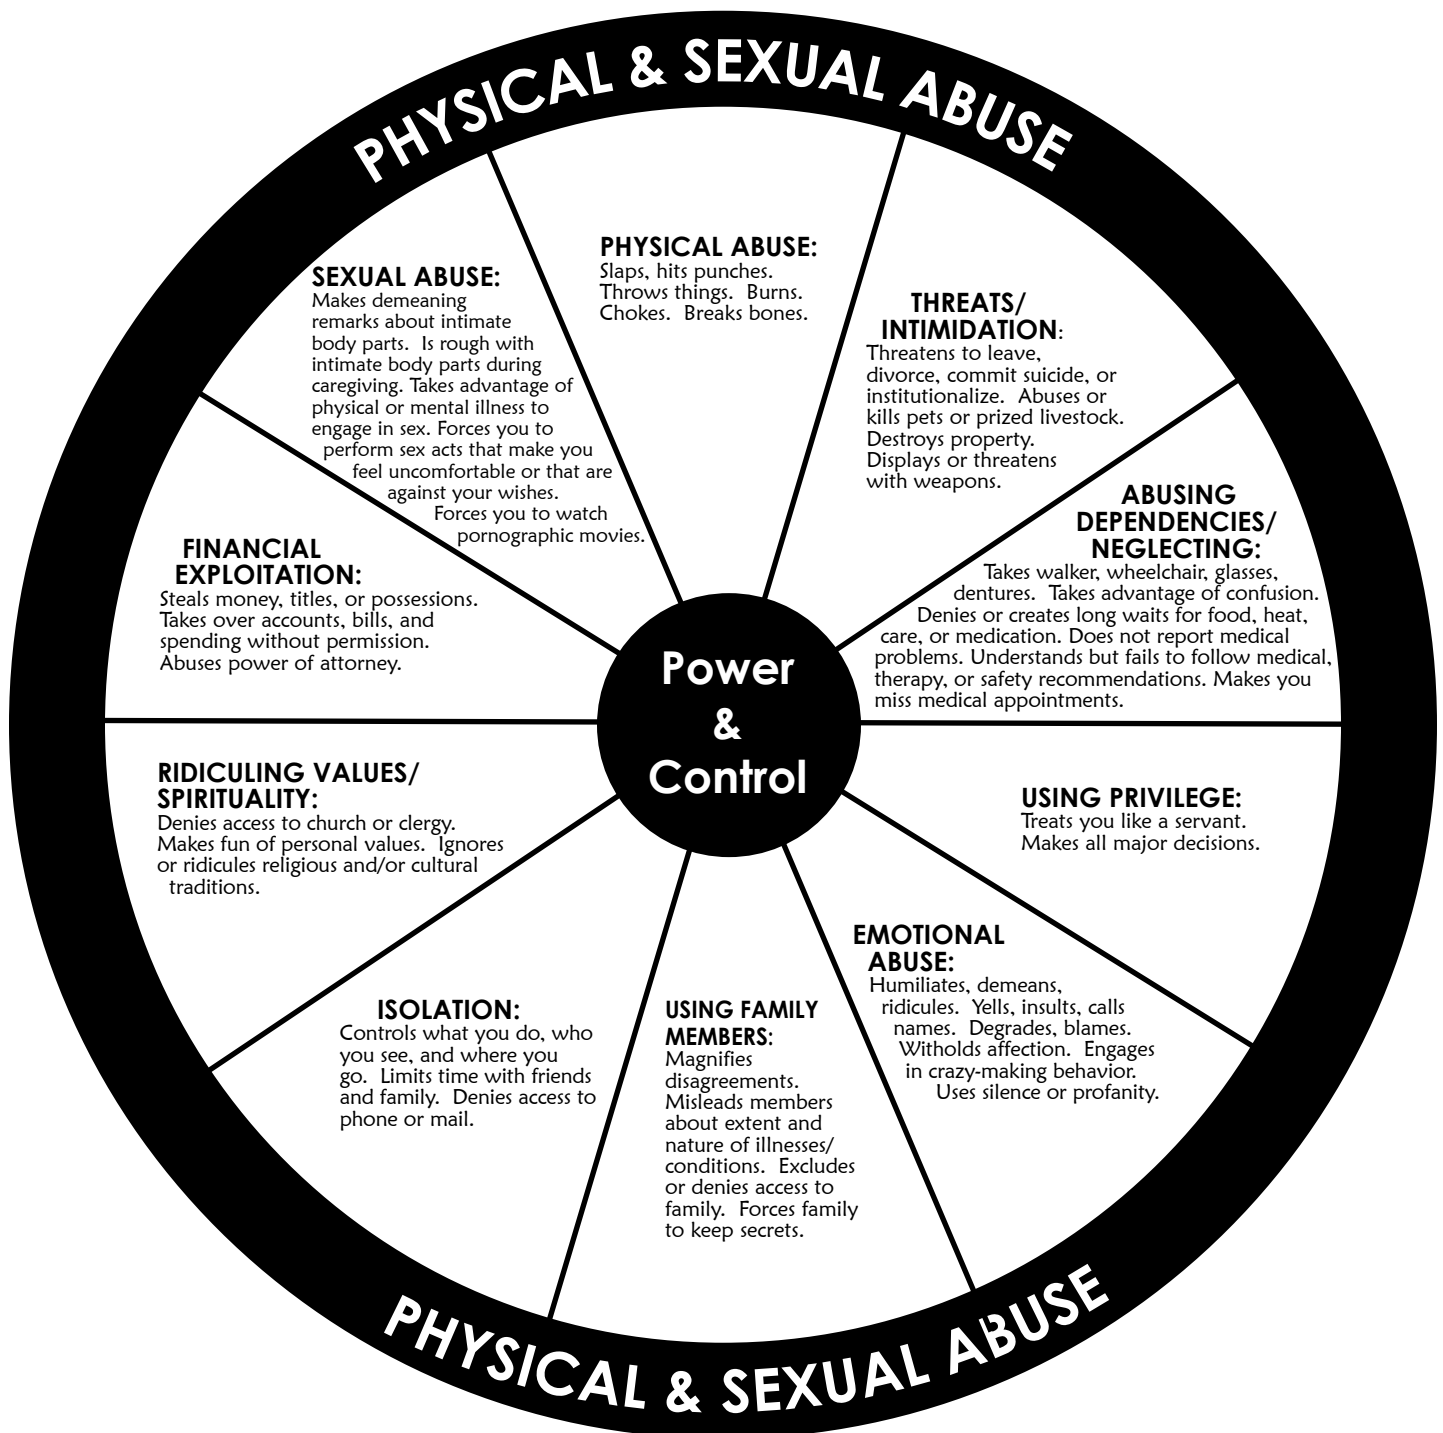 PHYSICAL & SEXUAL ABUSE
PHYSICAL ABUSE:
Slaps, hits punches.
Throws things.  Burns.
Chokes.  Breaks bones.
THREATS/
INTIMIDATION:
Threatens to leave,
divorce, commit suicide, or
institutionalize.  Abuses or
kills pets or prized livestock.
Destroys property.
Displays or threatens
with weapons.
ABUSING
DEPENDENCIES/
NEGLECTING:
Takes walker, wheelchair, glasses,
dentures.  Takes advantage of confusion.
Denies or creates long waits for food, heat,
care, or medication. Does not report medical
problems. Understands but fails to follow medical,
therapy, or safety recommendations. Makes you
miss medical appointments.
USING PRIVILEGE:
Treats you like a servant.
Makes all major decisions.
EMOTIONAL
ABUSE:
Humiliates, demeans,
ridicules.  Yells, insults, calls
names.  Degrades, blames.
Witholds affection.  Engages
in crazy-making behavior.
Uses silence or profanity.
USING FAMILY
MEMBERS:
Magnifies
disagreements.
Misleads members
about extent and
nature of illnesses/
conditions.  Excludes
or denies access to
family.  Forces family
to keep secrets.
ISOLATION:
Controls what you do, who
you see, and where you
go.  Limits time with friends
and family.  Denies access to
phone or mail.
RIDICULING VALUES/
SPIRITUALITY:
Denies access to church or clergy.
Makes fun of personal values.  Ignores
or ridicules religious and/or cultural
traditions.
FINANCIAL
EXPLOITATION:
Steals money, titles, or possessions.
Takes over accounts, bills, and
spending without permission.
Abuses power of attorney.
SEXUAL ABUSE:
Makes demeaning
remarks about intimate
body parts.  Is rough with
intimate body parts during
caregiving. Takes advantage of
physical or mental illness to
engage in sex. Forces you to
perform sex acts that make you
feel uncomfortable or that are
against your wishes.
Forces you to watch
pornographic movies.
Power
&
Control
PHYSICAL & SEXUAL ABUSE